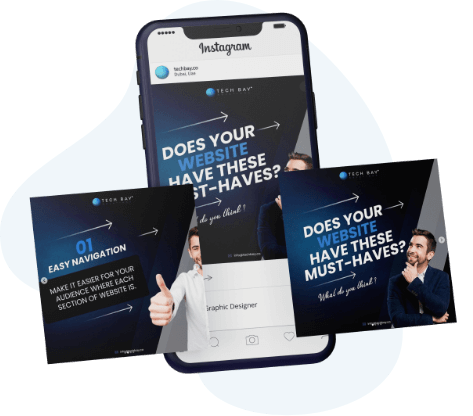 Instagram
techbay.co
Dubai, Uae
TECH BAY
DOES YOUR
WEBSITE
HAVE THESE
MUST-HAVES?
What do you think?
Graphic Designer
TECH BAY
01
EASY NAVIGATION
MAKE IT EASIER FOR YOUR
AUDIENCE WHERE EACH
SECTION OF WEBSITE IS.
TECH BAY
DOES YOUR
WEBSITE
HAVE THESE
MUST-HAVES?
What do you think?